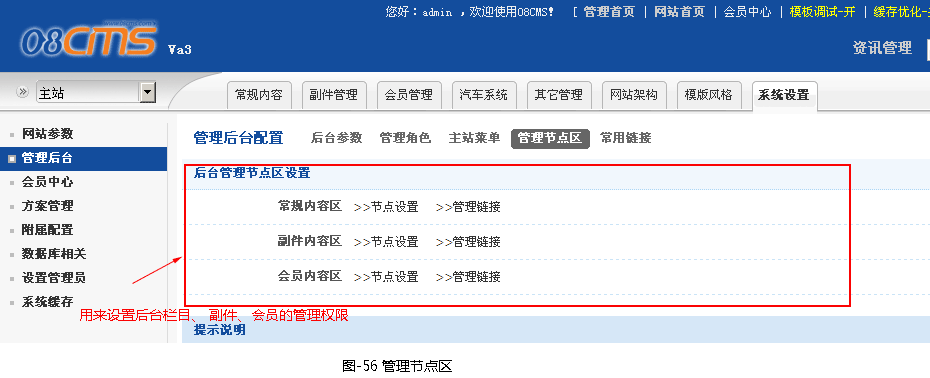 您好：admin ，欢迎使用08CMS！ [ 管理首页 | 网站首页 | 会员中心 | 模板调试-开 | 缓存优化-
08CMS Va3
资讯管理
主站
常规内容 副件管理 会员管理 汽车系统 其它管理 网站架构 模版风格 系统设置
网站参数
管理后台
会员中心
方案管理
附属配置
数据库相关
设置管理员
系统缓存
管理后台配置 后台参数 管理角色 主站菜单 管理节点区 常用链接
后台管理节点区设置
常规内容区 >>节点设置 >>管理链接
副件内容区 >>节点设置 >>管理链接
会员内容区 >>节点设置 >>管理链接
用来设置后台栏目、副件、会员的管理权限
提示说明
图-56 管理节点区